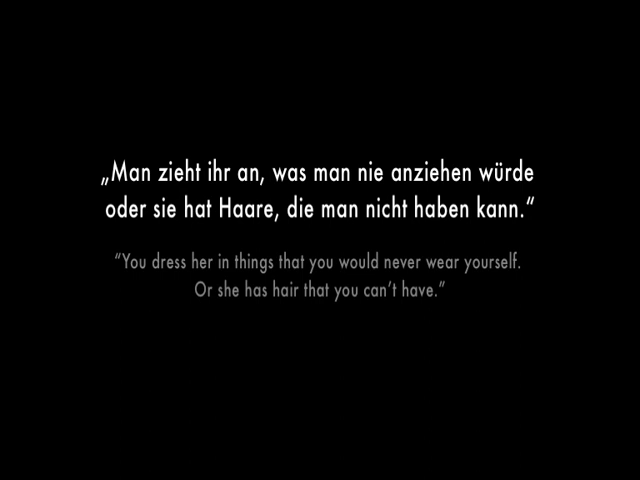 „Man zieht ihr an, was man nie anziehen würde
oder sie hat Haare, die man nicht haben kann.“
“You dress her in things that you would never wear yourself.
Or she has hair that you can’t have.”